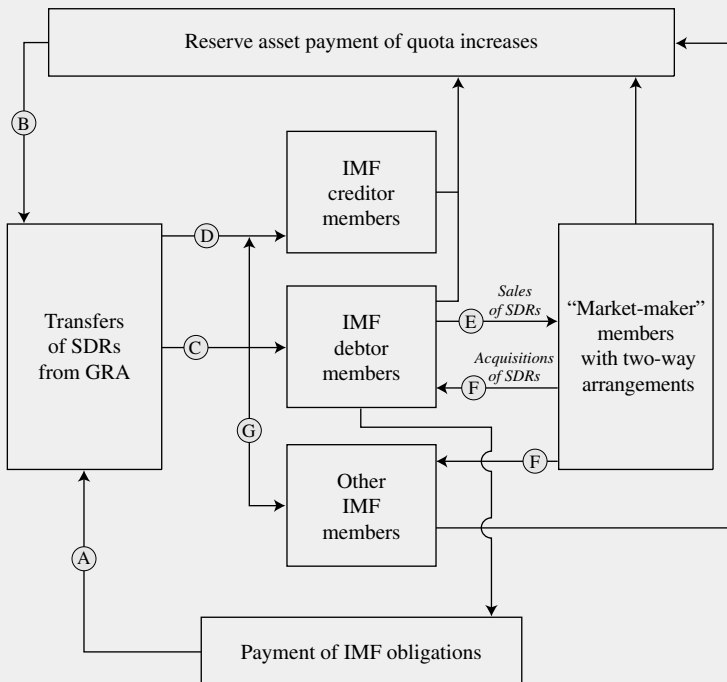 Reserve asset payment of quota increases
B
IMF
creditor
members
D
Transfers
of SDRs
from GRA
C
IMF
debtor
members
Sales
of SDRs
E
Acquisitions
of SDRs
F
“Market-maker”
members
with two-way
arrangements
G
F
Other
IMF
members
A
Payment of IMF obligations